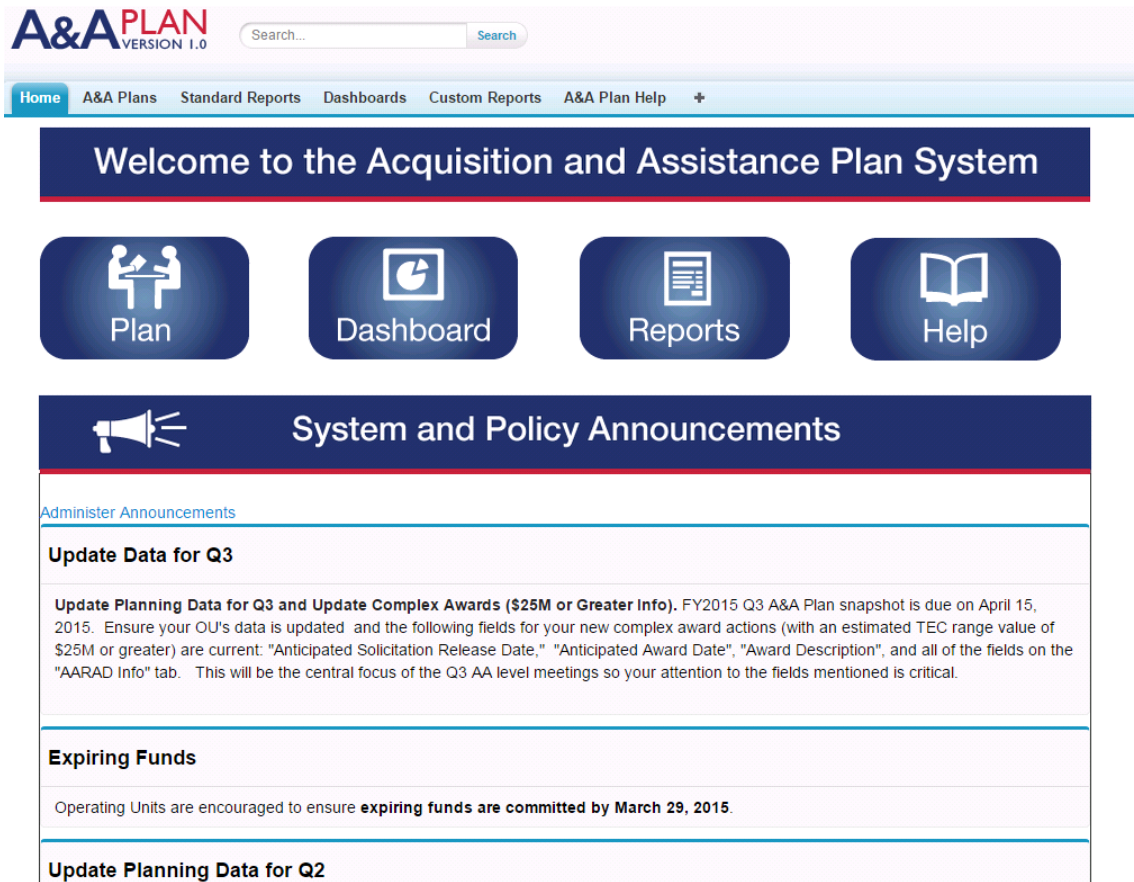 A&A PLAN
VERSION 1.0
Search...
Search
Home A&A Plans Standard Reports Dashboards Custom Reports A&A Plan Help +
Welcome to the Acquisition and Assistance Plan System
Plan
Dashboard
Reports
Help
System and Policy Announcements
Administer Announcements
Update Data for Q3
Update Planning Data for Q3 and Update Complex Awards ($25M or Greater Info). FY2015 Q3 A&A Plan snapshot is due on April 15,
2015. Ensure your OU's data is updated and the following fields for your new complex award actions (with an estimated TEC range value of
$25M or greater) are current: "Anticipated Solicitation Release Date," "Anticipated Award Date", "Award Description", and all of the fields on the
"AARAD Info" tab. This will be the central focus of the Q3 AA level meetings so your attention to the fields mentioned is critical.
Expiring Funds
Operating Units are encouraged to ensure expiring funds are committed by March 29, 2015.
Update Planning Data for Q2